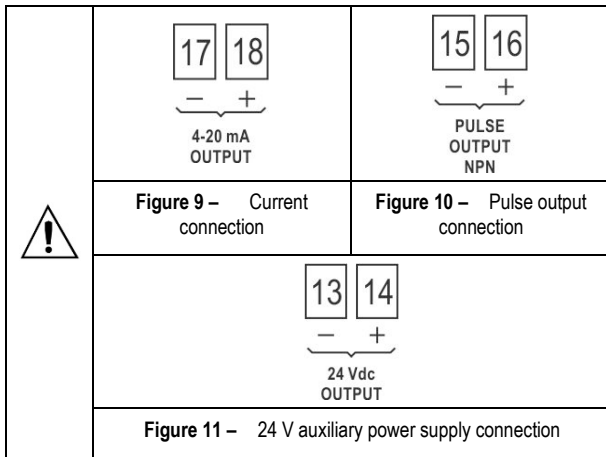 17 18
− +
4-20 mA
OUTPUT
Figure 9 – Current
connection
15 16
− +
PULSE
OUTPUT
NPN
Figure 10 – Pulse output
connection
!
13 14
− +
24 Vdc
OUTPUT
Figure 11 – 24 V auxiliary power supply connection